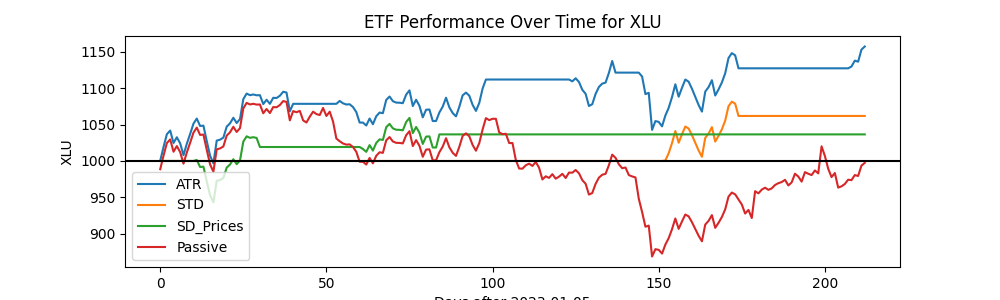 ETF Performance Over Time for XLU
1150
1100
1050
1000
950
900
XLU
ATR
STD
SD_Prices
Passive
0 50 100 150 200
Days after 2023-01-05